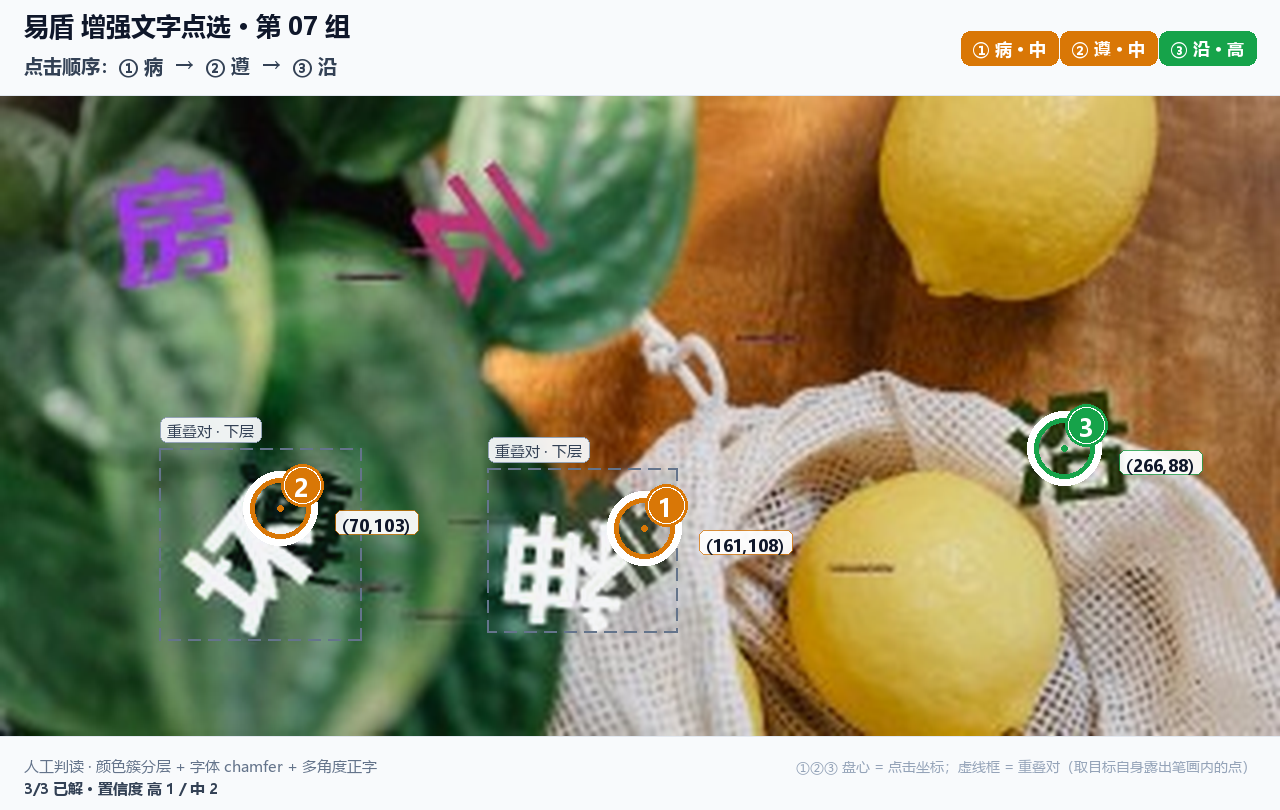 易盾 增强文字点选 • 第 07 组
点击顺序： ① 病 → ② 遵 → ③ 沿
① 病 • 中 ② 遵 • 中 ③ 沿 • 高
房
重叠对 · 下层
重叠对 · 下层
3
沿
(266,88)
2
(70,103)
坏
1
(161,108)
3/3 已解 • 置信度 高 1 / 中 2
人工判读 · 颜色簇分层 + 字体 chamfer + 多角度正字
①②③ 盘心 = 点击坐标；虚线框 = 重叠对（取目标自身露出笔画内的点）